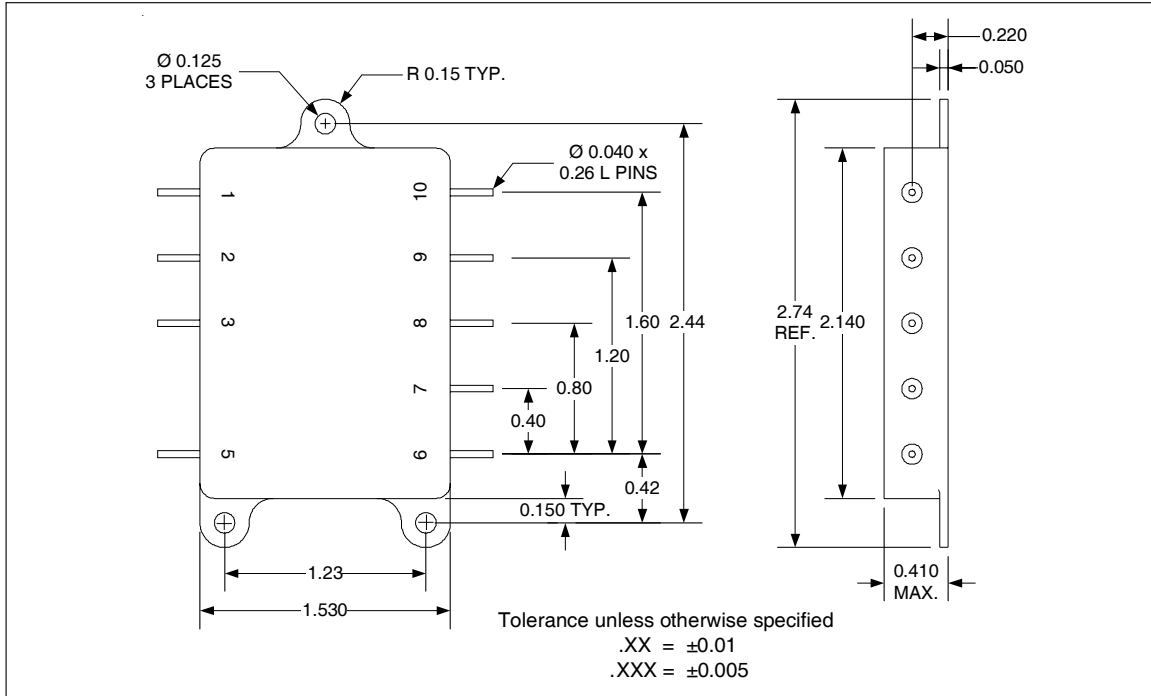 Ø 0.125
3 PLACES
R 0.15 TYP.
Ø 0.040 x
0.26 L PINS
0.220
0.050
1
2
3
5
10
9
8
7
6
1.60
2.44
1.20
0.80
0.40
0.42
0.150 TYP.
1.23
1.530
2.74
REF.
2.140
0.410
MAX.
Tolerance unless otherwise specified
.XX = ±0.01
.XXX = ±0.005